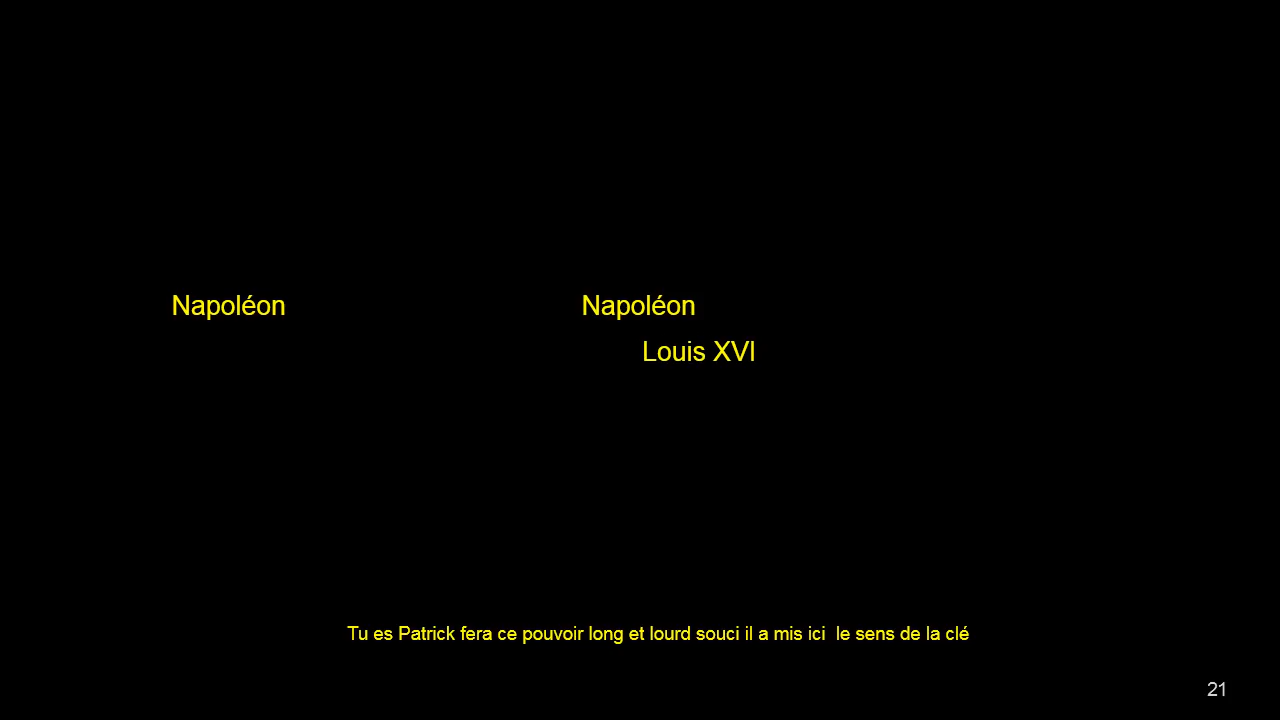 Napoléon Napoléon
Louis XVI
Tu es Patrick fera ce pouvoir long et lourd souci il a mis ici  le sens de la clé
21